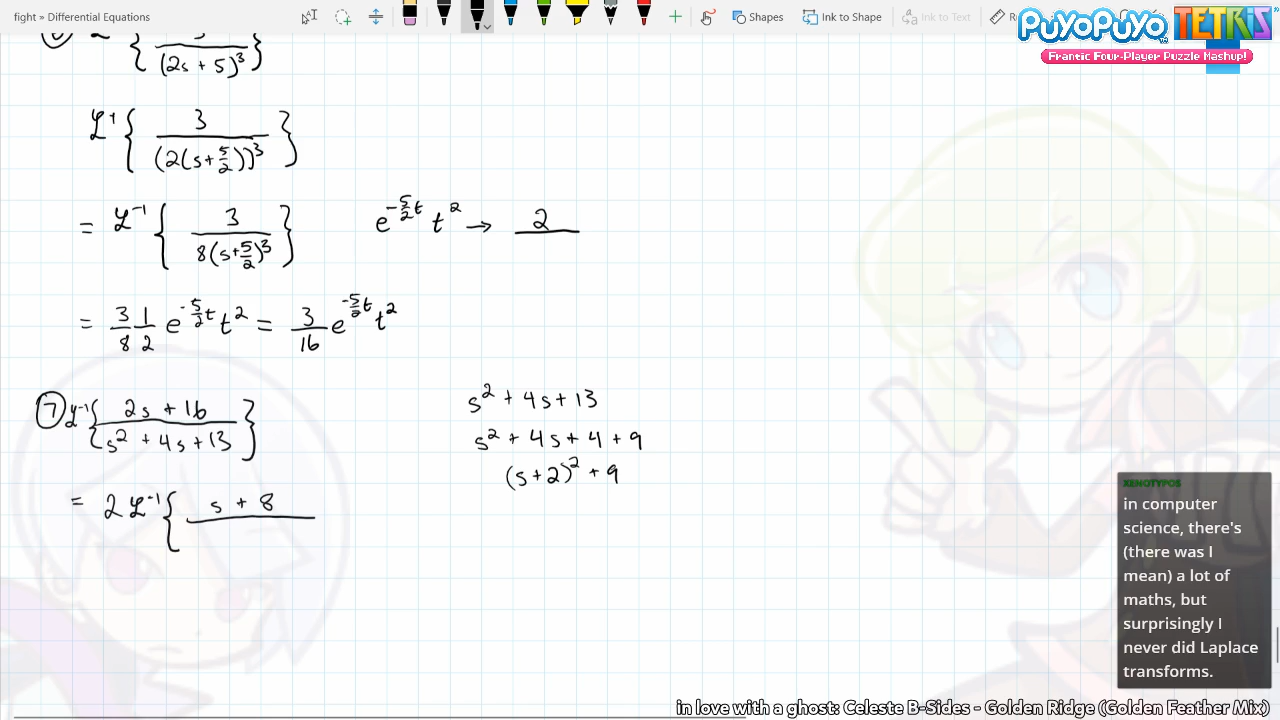 fight » Differential Equations
Shapes
Ink to Shape
Ink to Text
PuyoPuyo TETRIS
Frantic Four-Player Puzzle Mashup!
{ / (2s + 5)³ }
ℒ⁻¹ { 3 / (2(s+5/2))³ }
= ℒ⁻¹ { 3 / 8(s+5/2)³ } e^(-5/2 t) t² → 2
= 3/8 1/2 e^(-5/2 t) t² = 3/16 e^(-5/2 t) t²
⑦ ℒ⁻¹ { 2s + 16 / s² + 4s + 13 }
s² + 4s + 13
s² + 4s + 4 + 9
(s+2)² + 9
= 2 ℒ⁻¹ { s + 8
XENOTYPOS
in computer
science, there's
(there was I
mean) a lot of
maths, but
surprisingly I
never did Laplace
transforms.
in love with a ghost: Celeste B-Sides - Golden Ridge (Golden Feather Mix)